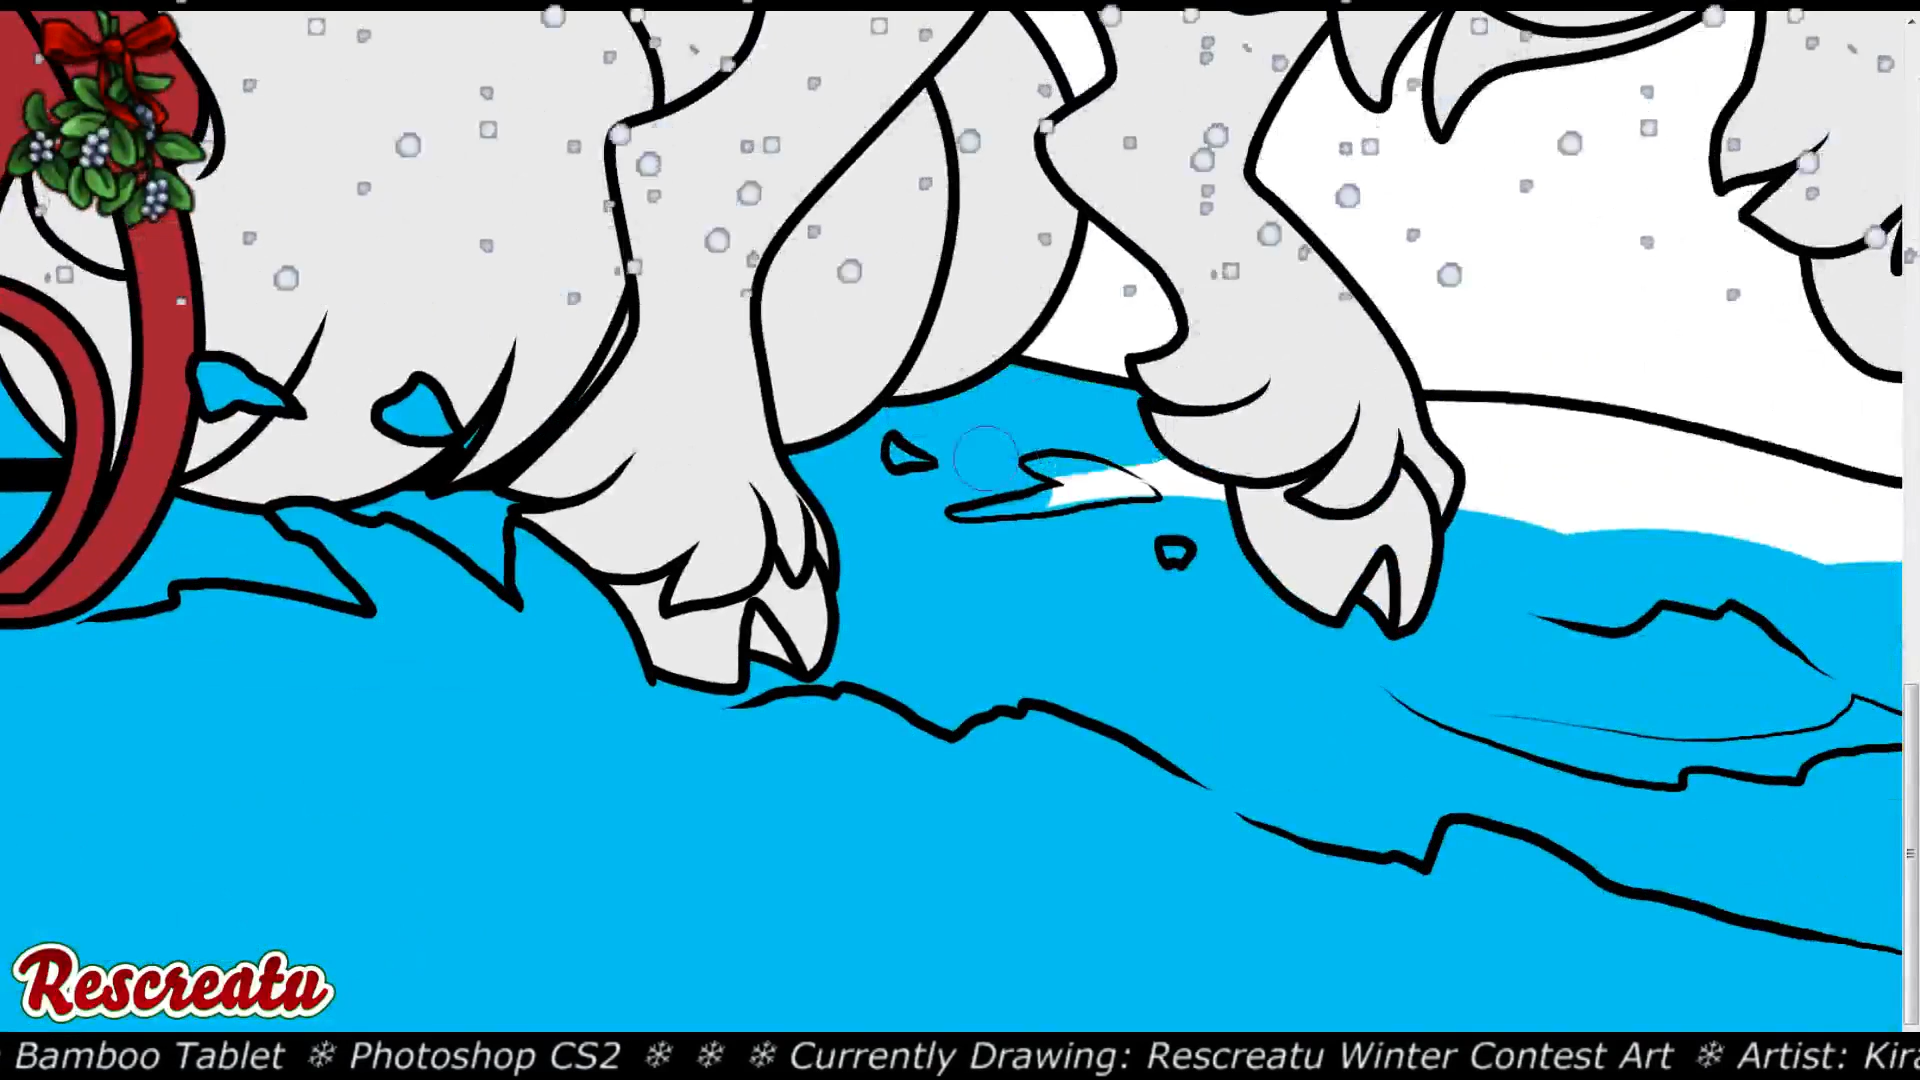 Rescreatu
Bamboo Tablet ❄ Photoshop CS2 ❄ ❄ ❄ Currently Drawing: Rescreatu Winter Contest Art ❄ Artist: Kira